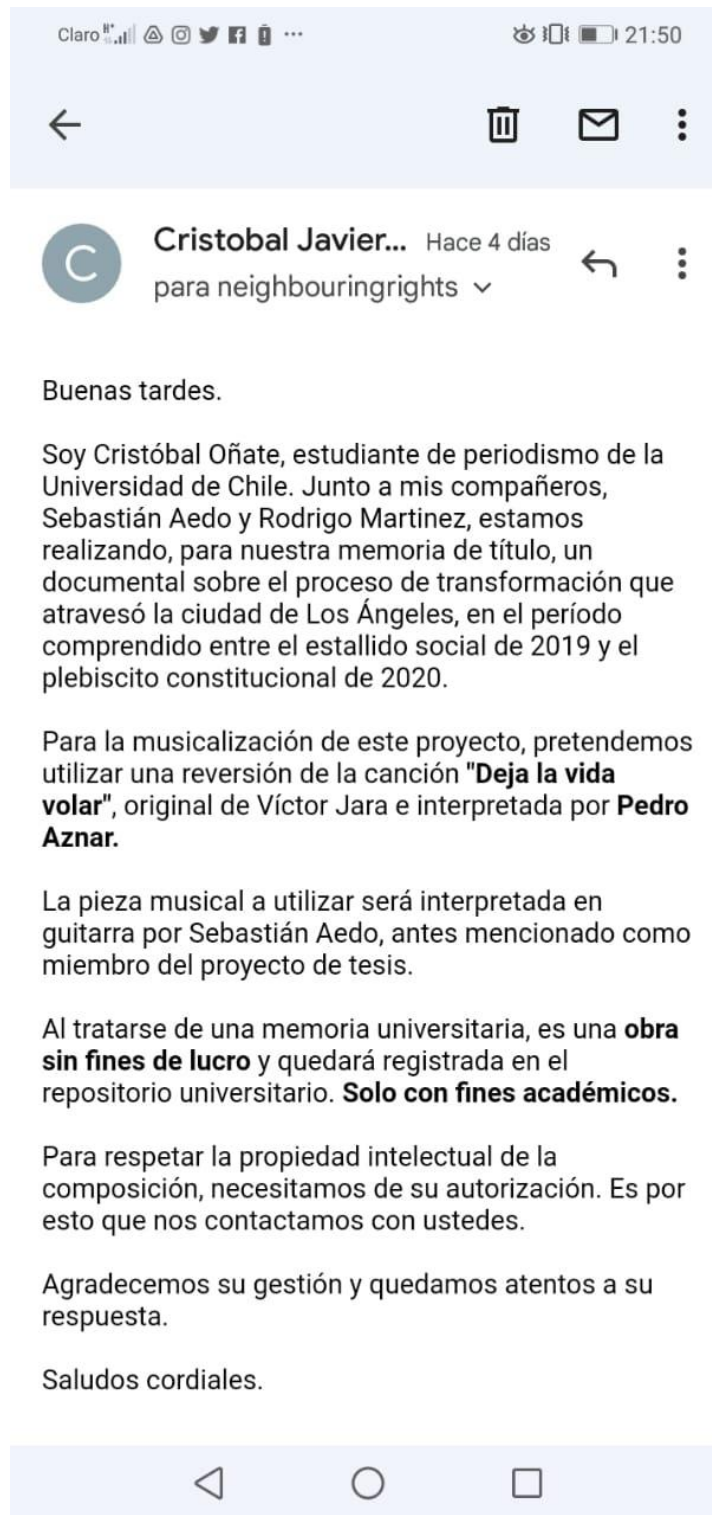 Claro 21:50
Cristobal Javier... Hace 4 días
para neighbouringrights
C
Buenas tardes.
Soy Cristóbal Oñate, estudiante de periodismo de la
Universidad de Chile. Junto a mis compañeros,
Sebastián Aedo y Rodrigo Martinez, estamos
realizando, para nuestra memoria de título, un
documental sobre el proceso de transformación que
atravesó la ciudad de Los Ángeles, en el período
comprendido entre el estallido social de 2019 y el
plebiscito constitucional de 2020.
Para la musicalización de este proyecto, pretendemos
utilizar una reversión de la canción "Deja la vida
volar", original de Víctor Jara e interpretada por Pedro
Aznar.
La pieza musical a utilizar será interpretada en
guitarra por Sebastián Aedo, antes mencionado como
miembro del proyecto de tesis.
Al tratarse de una memoria universitaria, es una obra
sin fines de lucro y quedará registrada en el
repositorio universitario. Solo con fines académicos.
Para respetar la propiedad intelectual de la
composición, necesitamos de su autorización. Es por
esto que nos contactamos con ustedes.
Agradecemos su gestión y quedamos atentos a su
respuesta.
Saludos cordiales.